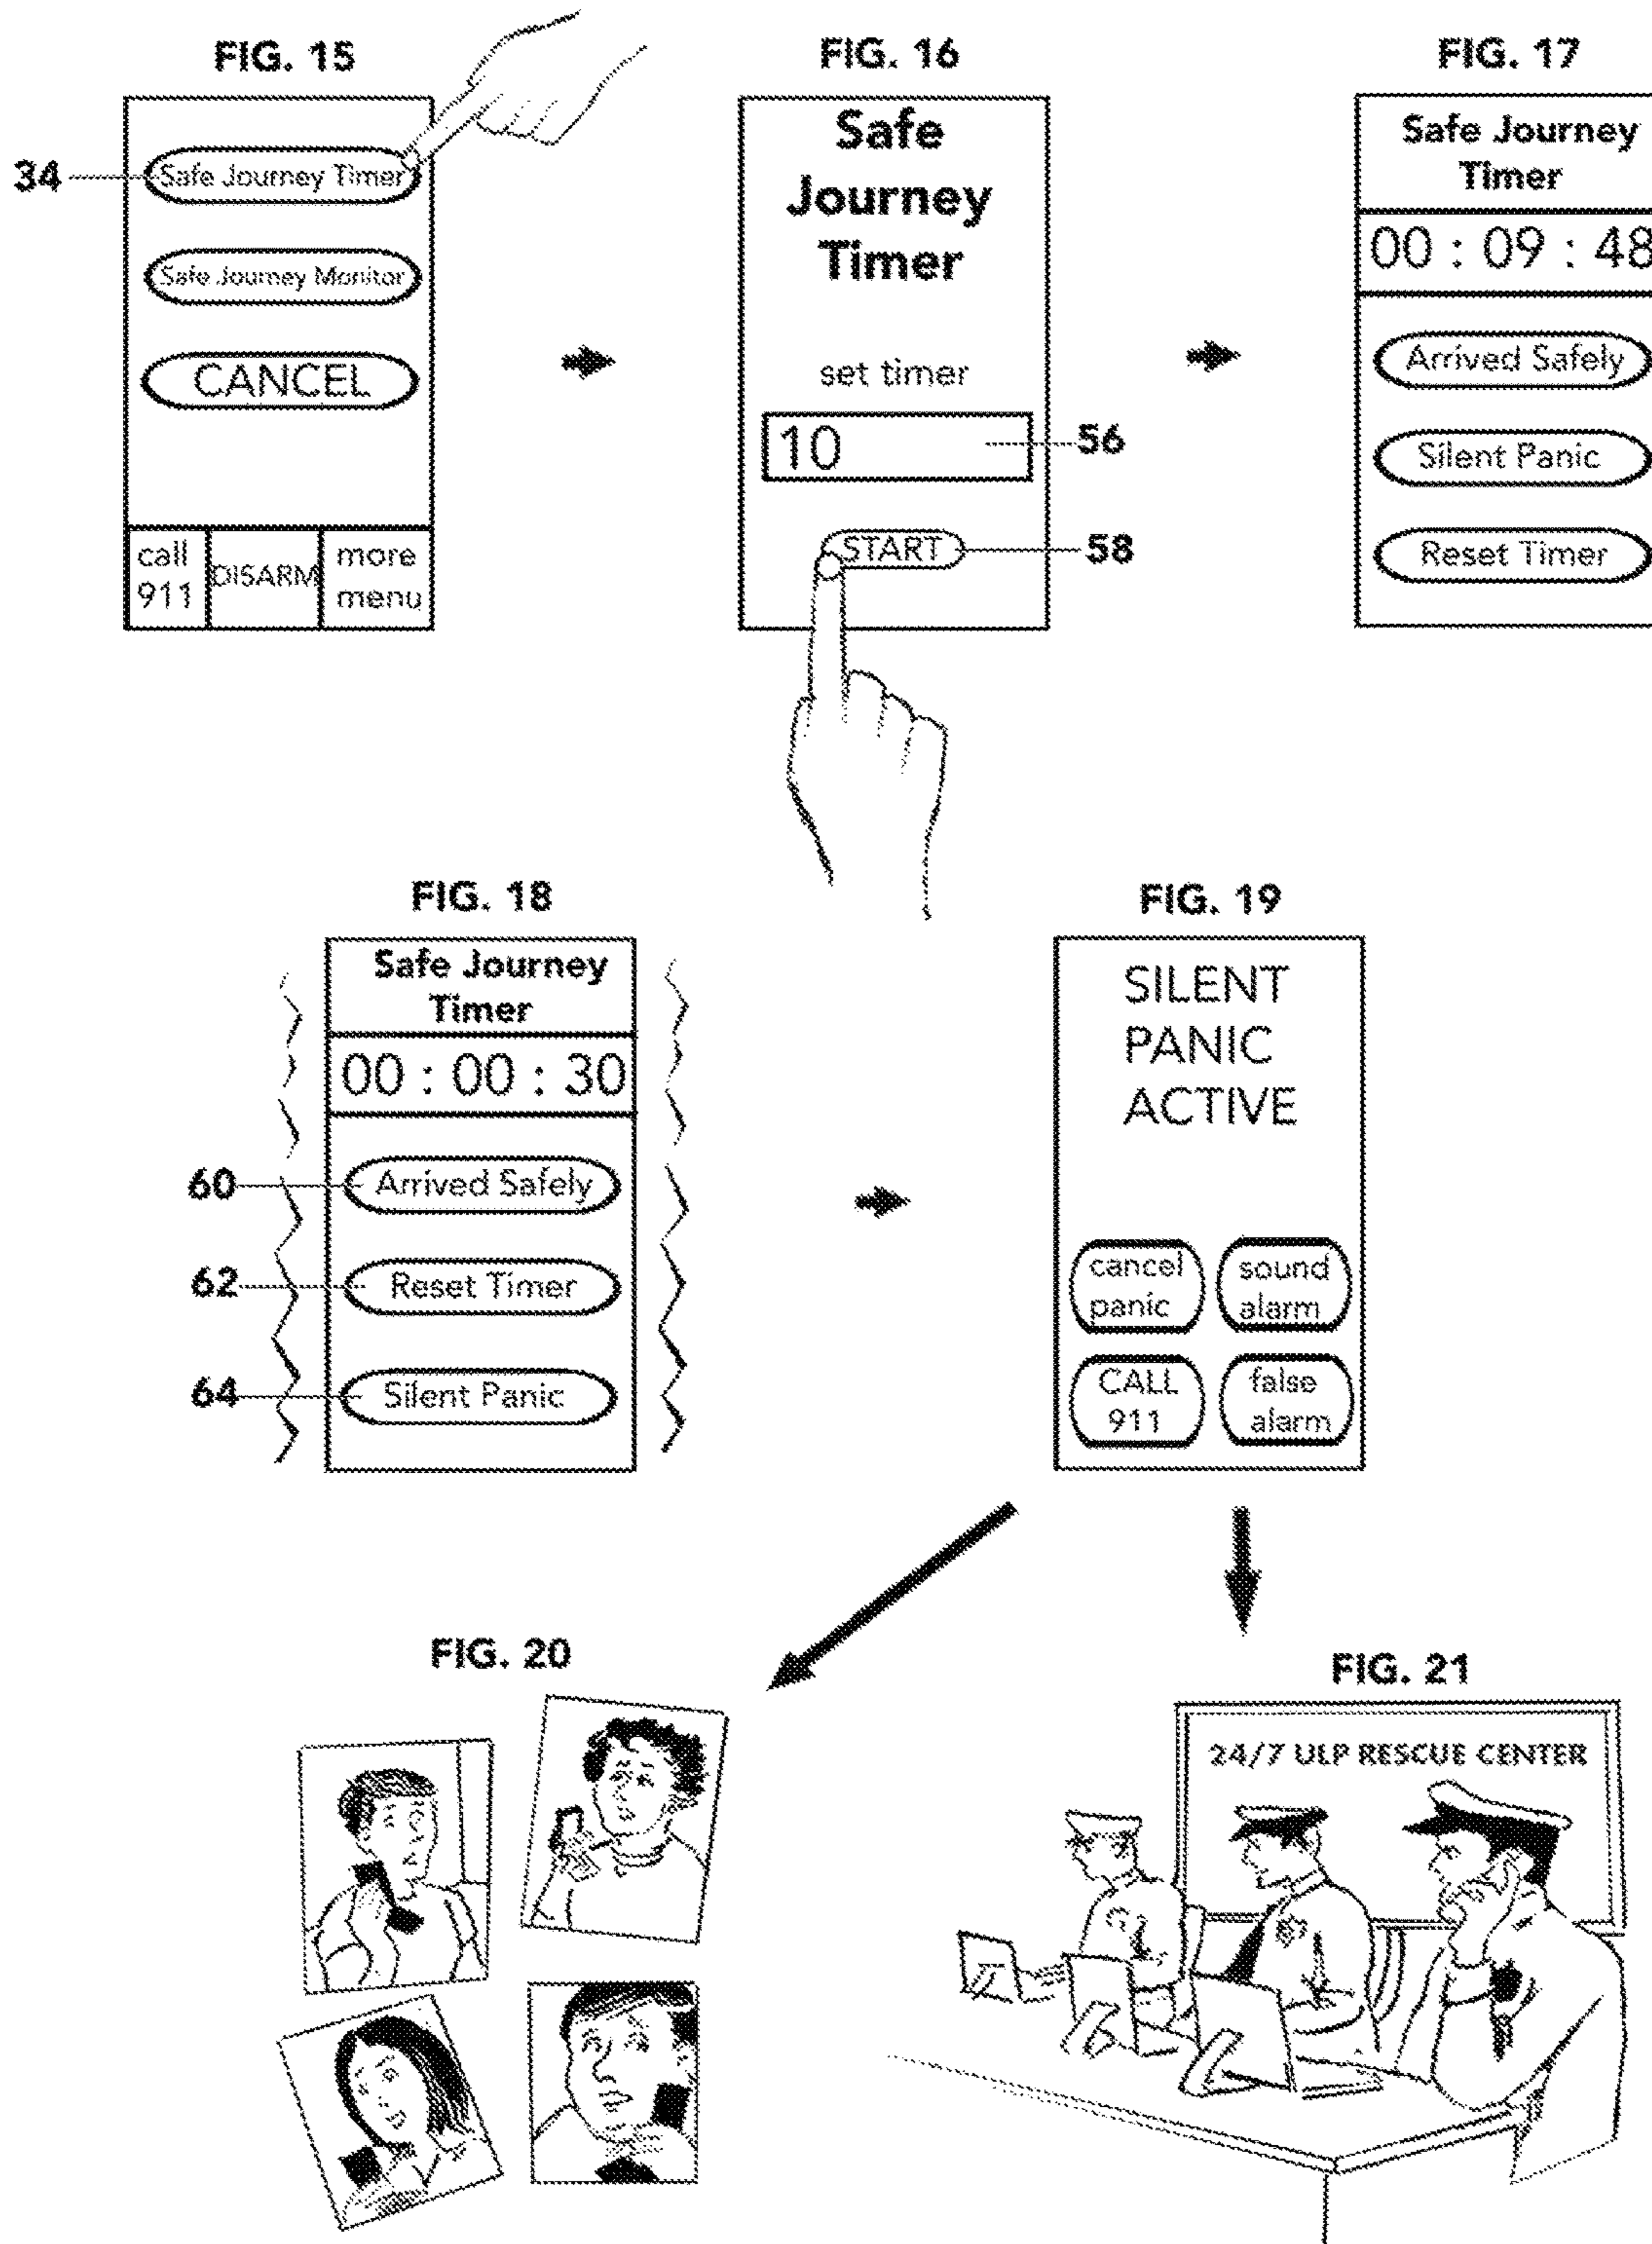 FIG. 15
34
Safe Journey Timer
Safe Journey Monitor
CANCEL
call
911
DISARM
more
menu
FIG. 16
Safe
Journey
Timer
set timer
10
56
START
58
FIG. 17
Safe Journey
Timer
00 : 09 : 48
Arrived Safely
Silent Panic
Reset Timer
FIG. 18
Safe Journey
Timer
00 : 00 : 30
60
Arrived Safely
62
Reset Timer
64
Silent Panic
FIG. 19
SILENT
PANIC
ACTIVE
cancel
panic
sound
alarm
CALL
911
false
alarm
FIG. 20
FIG. 21
24/7 ULP RESCUE CENTER